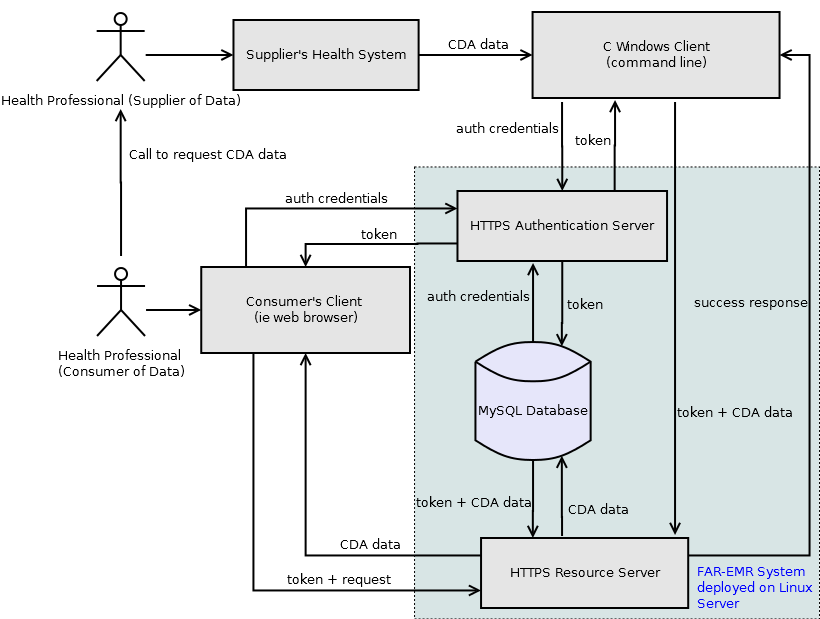 Supplier's Health System
CDA data
C Windows Client
(command line)
Health Professional (Supplier of Data)
auth credentials
token
Call to request CDA data
auth credentials
HTTPS Authentication Server
token
Consumer's Client
(ie web browser)
auth credentials
token
success response
Health Professional
(Consumer of Data)
MySQL Database
token + CDA data
token + CDA data
CDA data
CDA data
HTTPS Resource Server
token + request
FAR-EMR System
deployed on Linux
Server